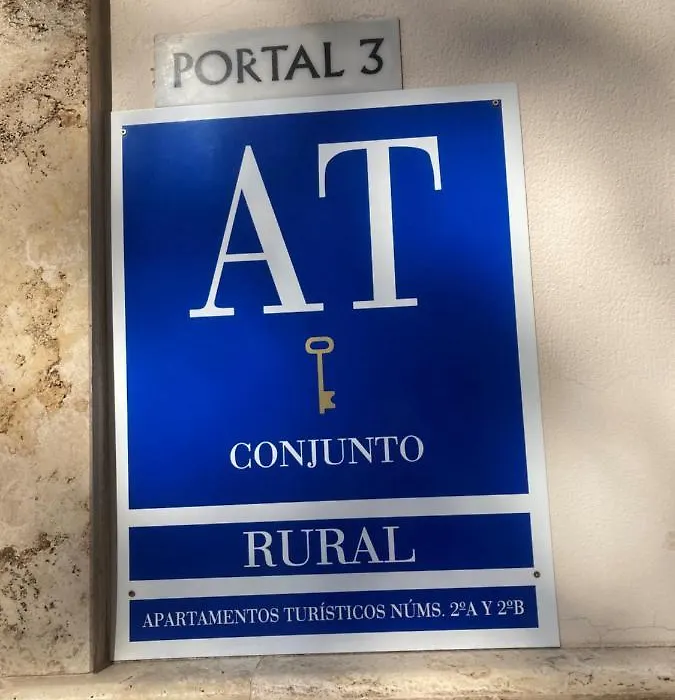 PORTAL 3
AT
CONJUNTO
RURAL
APARTAMENTOS TURÍSTICOS NÚMS. 2ºA Y 2ºB